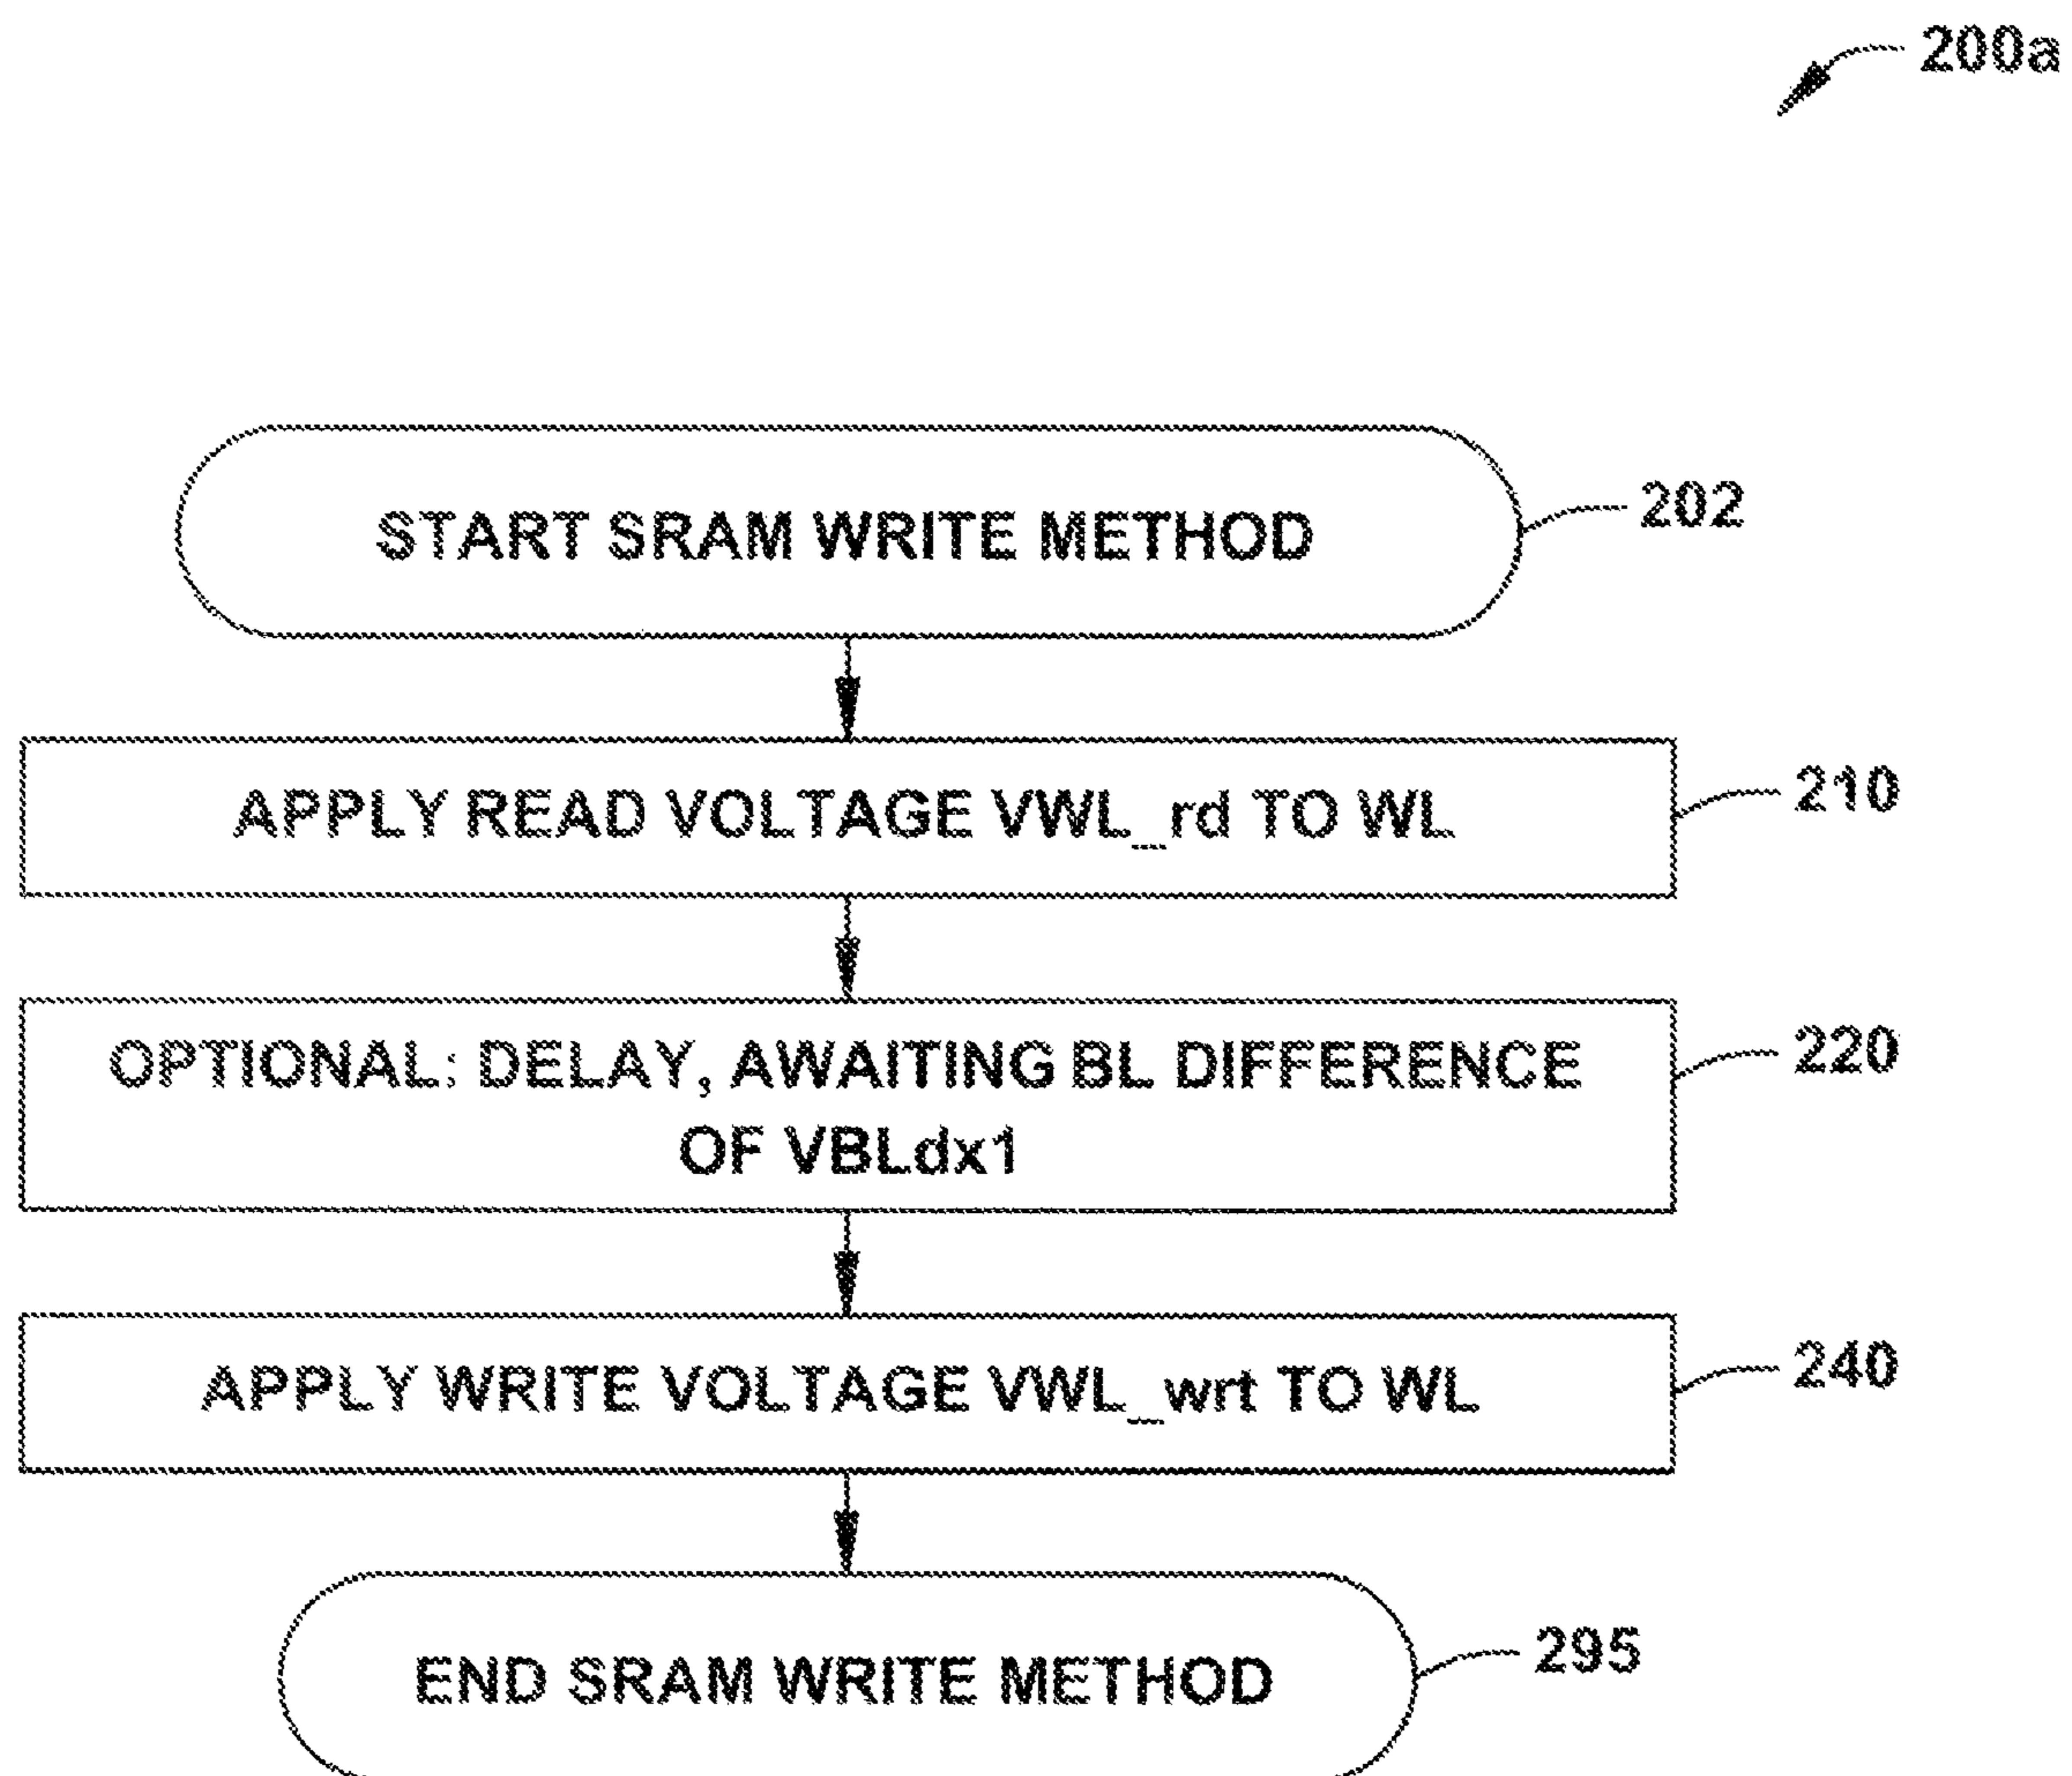 200a
START SRAM WRITE METHOD
202
APPLY READ VOLTAGE VWL_rd TO WL
210
OPTIONAL: DELAY, AWAITING BL DIFFERENCE
OF VBLdx1
220
APPLY WRITE VOLTAGE VWL_wrt TO WL
240
END SRAM WRITE METHOD
295